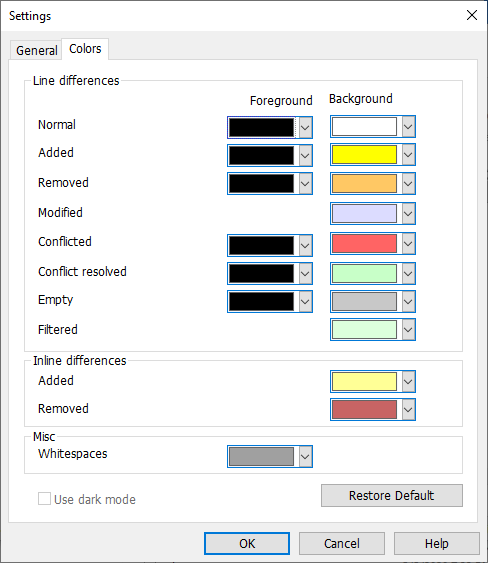 Settings
General Colors
Line differences
Foreground Background
Normal
Added
Removed
Modified
Conflicted
Conflict resolved
Empty
Filtered
Inline differences
Added
Removed
Misc
Whitespaces
Use dark mode Restore Default
OK Cancel Help